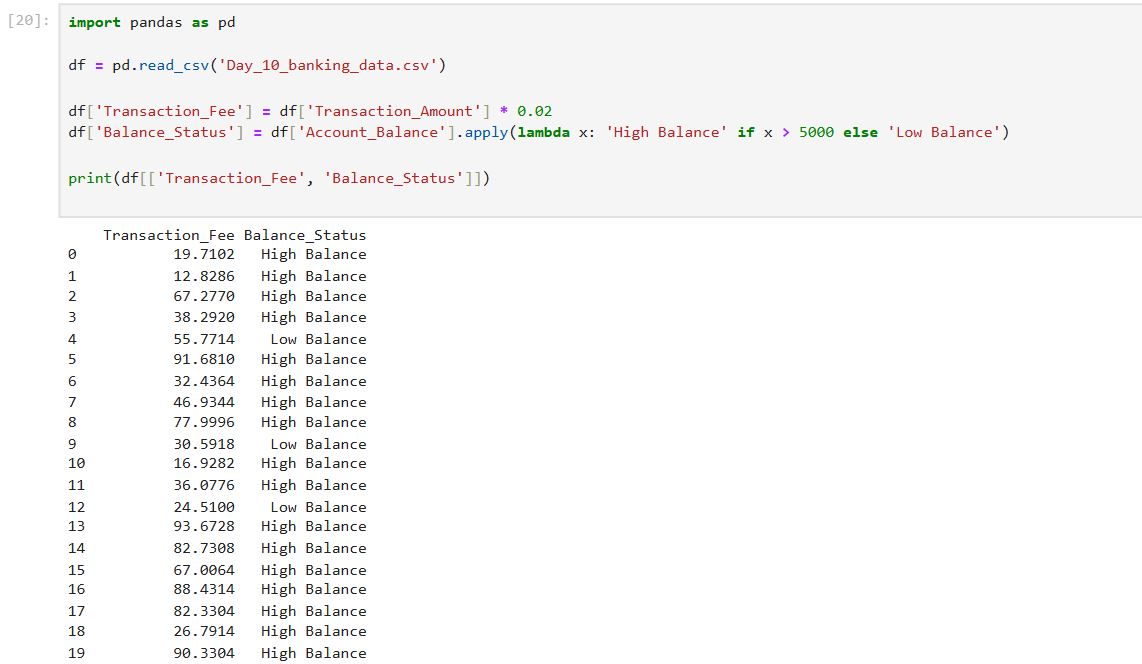 [20]: import pandas as pd
df = pd.read_csv('Day_10_banking_data.csv')
df['Transaction_Fee'] = df['Transaction_Amount'] * 0.02
df['Balance_Status'] = df['Account_Balance'].apply(lambda x: 'High Balance' if x > 5000 else 'Low Balance')
print(df[['Transaction_Fee', 'Balance_Status']])
Transaction_Fee Balance_Status
0 19.7102 High Balance
1 12.8286 High Balance
2 67.2770 High Balance
3 38.2920 High Balance
4 55.7714 Low Balance
5 91.6810 High Balance
6 32.4364 High Balance
7 46.9344 High Balance
8 77.9996 High Balance
9 30.5918 Low Balance
10 16.9282 High Balance
11 36.0776 High Balance
12 24.5100 Low Balance
13 93.6728 High Balance
14 82.7308 High Balance
15 67.0064 High Balance
16 88.4314 High Balance
17 82.3304 High Balance
18 26.7914 High Balance
19 90.3304 High Balance